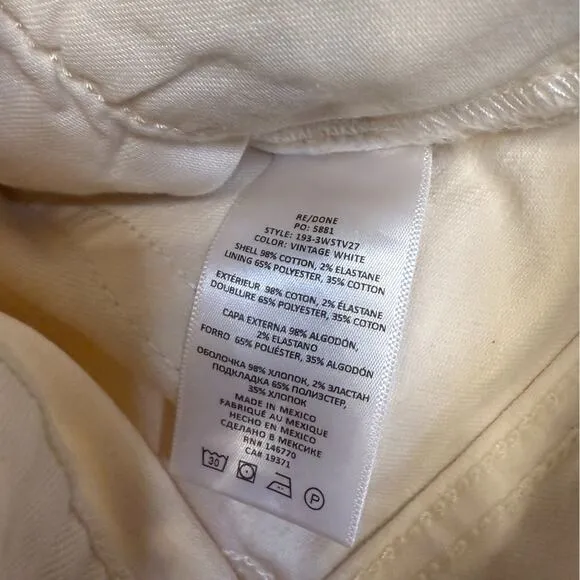 RE/DONE
PO: 5881
STYLE: 193-3WSTV27
COLOR: VINTAGE WHITE
SHELL 98% COTTON, 2% ELASTANE
LINING 65% POLYESTER, 35% COTTON
EXTÉRIEUR 98% COTON, 2% ÉLASTANE
DOUBLURE 65% POLYESTER, 35% COTON
CAPA EXTERNA 98% ALGODÓN,
2% ELASTANO
FORRO 65% POLIÉSTER, 35% ALGODÓN
ОБОЛОЧКА 98% ХЛОПОК, 2% ЭЛАСТАН
ПОДКЛАДКА 65% ПОЛИЭСТЕР,
35% ХЛОПОК
MADE IN MEXICO
FABRIQUÉ AU MEXIQUE
HECHO EN MÉXICO
СДЕЛАНО В МЕКСИКЕ
RN# 146770
CA# 19371
30 P